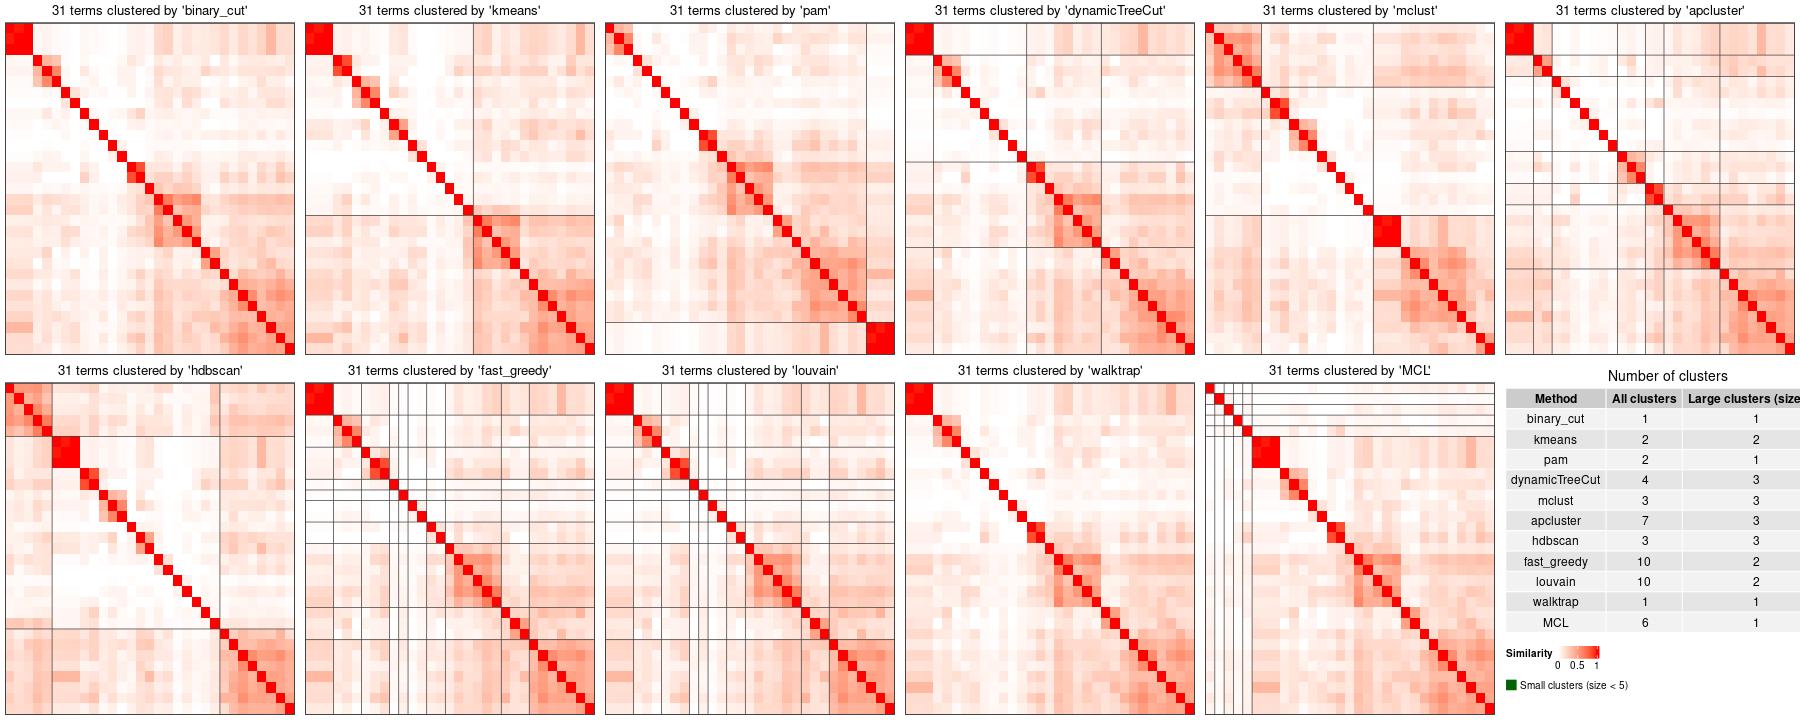 31 terms clustered by 'binary_cut'
31 terms clustered by 'kmeans'
31 terms clustered by 'pam'
31 terms clustered by 'dynamicTreeCut'
31 terms clustered by 'mclust'
31 terms clustered by 'apcluster'
31 terms clustered by 'hdbscan'
31 terms clustered by 'fast_greedy'
31 terms clustered by 'louvain'
31 terms clustered by 'walktrap'
31 terms clustered by 'MCL'
Number of clusters
Method All clusters Large clusters (size
binary_cut 1 1
kmeans 2 2
pam 2 1
dynamicTreeCut 4 3
mclust 3 3
apcluster 7 3
hdbscan 3 3
fast_greedy 10 2
louvain 10 2
walktrap 1 1
MCL 6 1
Similarity
0 0.5 1
Small clusters (size < 5)